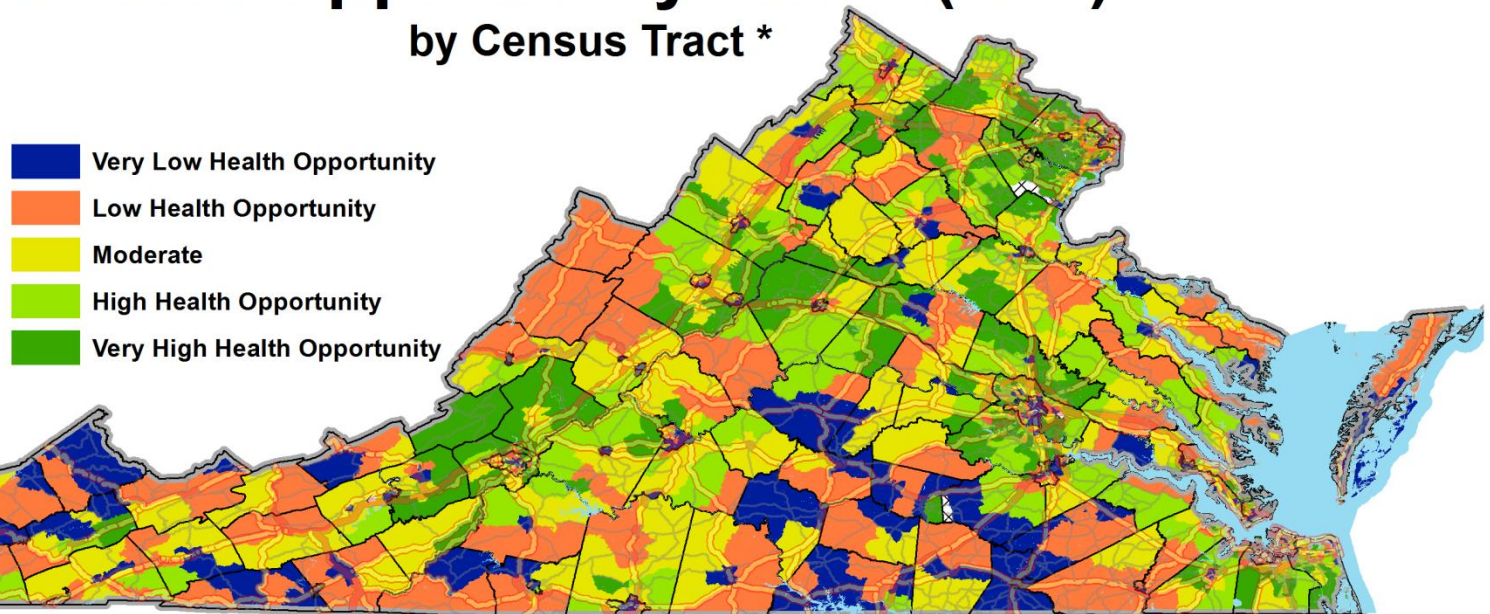 by Census Tract *
Very Low Health Opportunity
Low Health Opportunity
Moderate
High Health Opportunity
Very High Health Opportunity